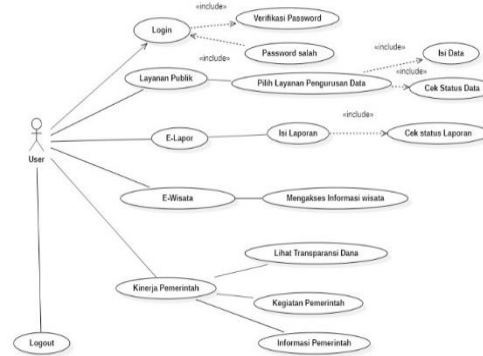 «include»
Verifikasi Password
Login
«include»
Password salah
«include»
Isi Data
«include»
Layanan Publik
Pilih Layanan Pengurusan Data
Cek Status Data
«include»
E-Lapor
Isi Laporan
Cek status Laporan
User
E-Wisata
Mengakses Informasi wisata
Lihat Transparansi Dana
Kinerja Pemerintah
Kegiatan Pemerintah
Logout
Informasi Pemerintah